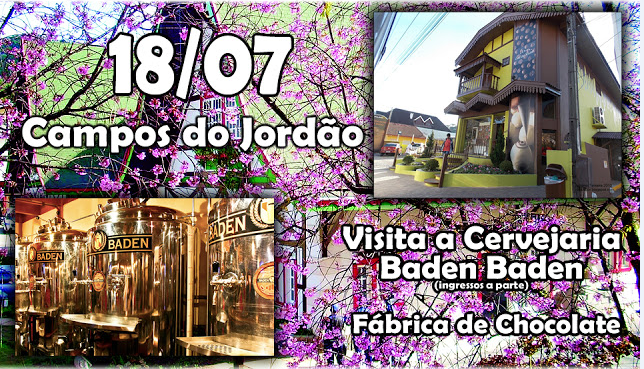 18/07
Campos do Jordão
BADEN
BADEN
BADEN
Visita a Cervejaria
Baden Baden
(Ingressos a parte)
Fábrica de Chocolate